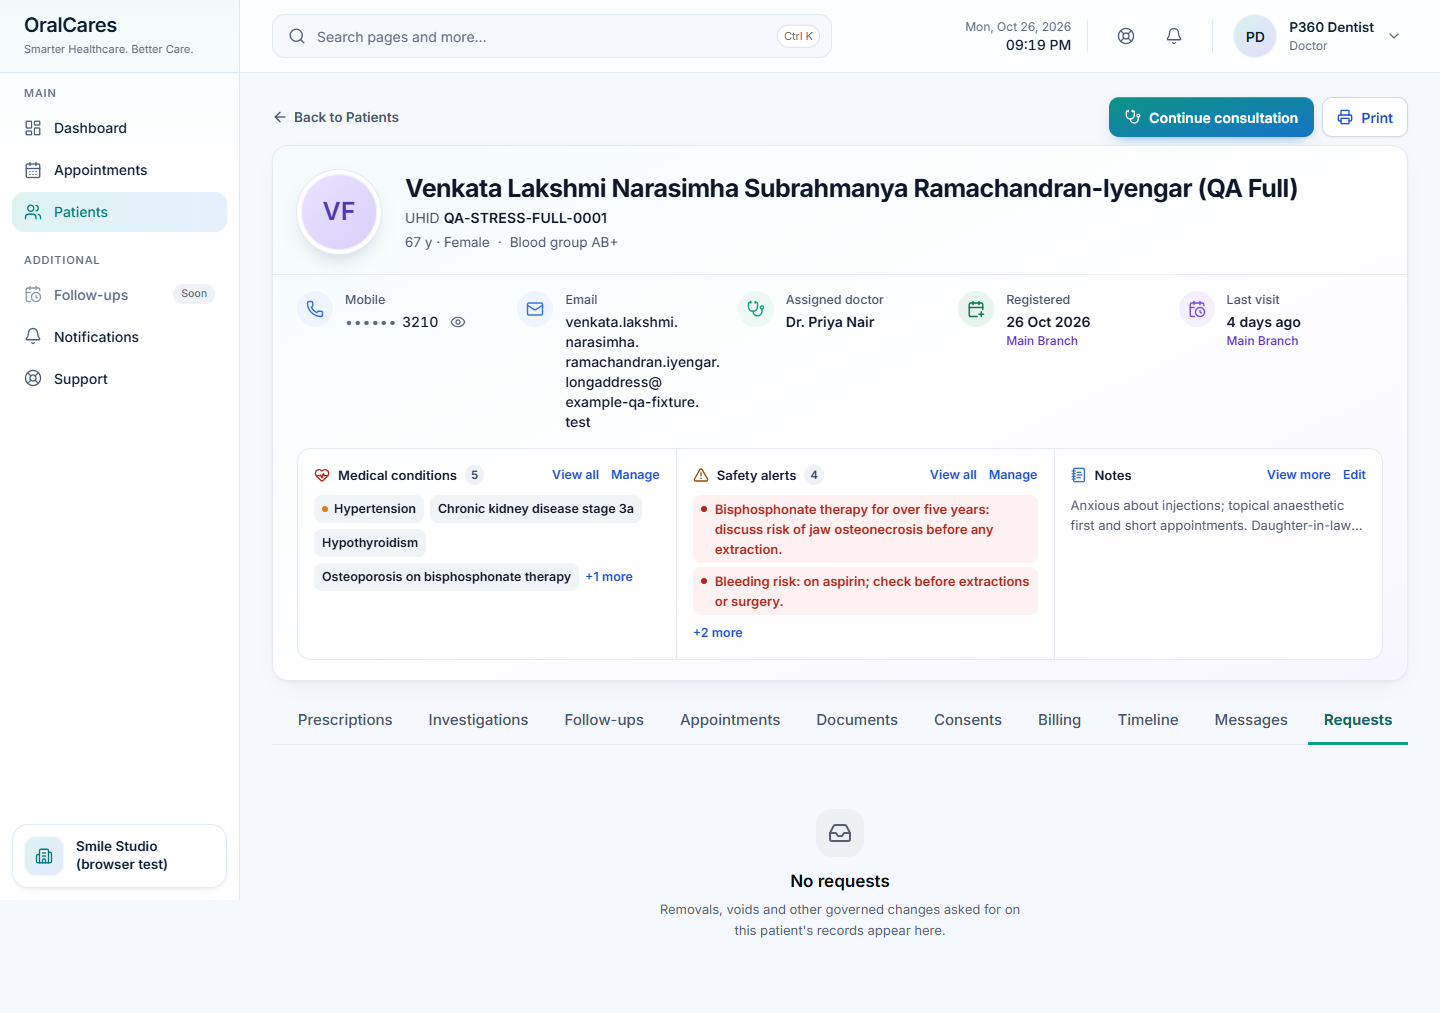 OralCares
Smarter Healthcare. Better Care.
Search pages and more...
Ctrl K
Mon, Oct 26, 2026
09:19 PM
PD
P360 Dentist
Doctor
MAIN
Dashboard
Appointments
Patients
ADDITIONAL
Follow-ups
Soon
Notifications
Support
Smile Studio
(browser test)
Back to Patients
Continue consultation
Print
VF
Venkata Lakshmi Narasimha Subrahmanya Ramachandran-Iyengar (QA Full)
UHID QA-STRESS-FULL-0001
67 y · Female · Blood group AB+
Mobile
•••••• 3210
Email
venkata.lakshmi.
narasimha.
ramachandran.iyengar.
longaddress@
example-qa-fixture.
test
Assigned doctor
Dr. Priya Nair
Registered
26 Oct 2026
Main Branch
Last visit
4 days ago
Main Branch
Medical conditions 5 View all Manage
Hypertension
Chronic kidney disease stage 3a
Hypothyroidism
Osteoporosis on bisphosphonate therapy
+1 more
Safety alerts 4 View all Manage
Bisphosphonate therapy for over five years:
discuss risk of jaw osteonecrosis before any
extraction.
Bleeding risk: on aspirin; check before extractions
or surgery.
+2 more
Notes View more Edit
Anxious about injections; topical anaesthetic
first and short appointments. Daughter-in-law...
Prescriptions Investigations Follow-ups Appointments Documents Consents Billing Timeline Messages Requests
No requests
Removals, voids and other governed changes asked for on
this patient's records appear here.